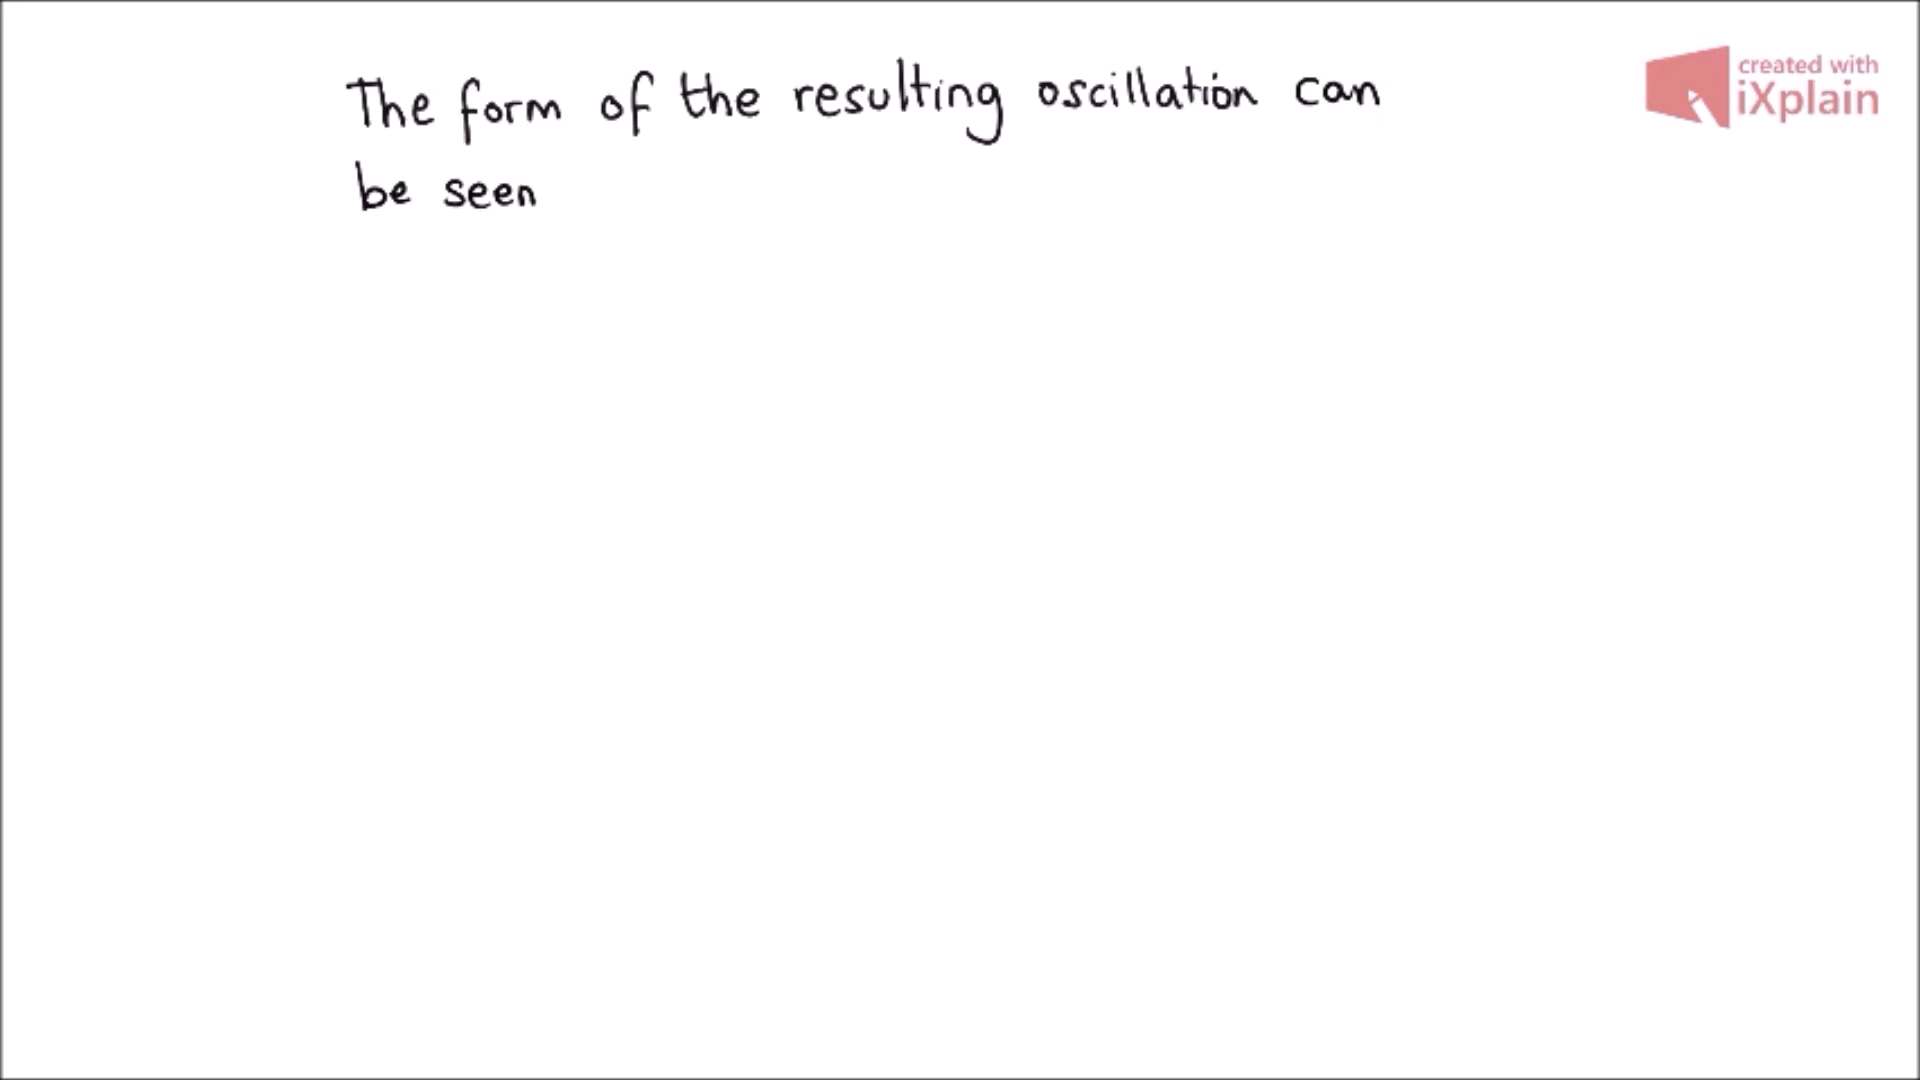 The form of the resulting oscillation can
be seen
created with
iXplain